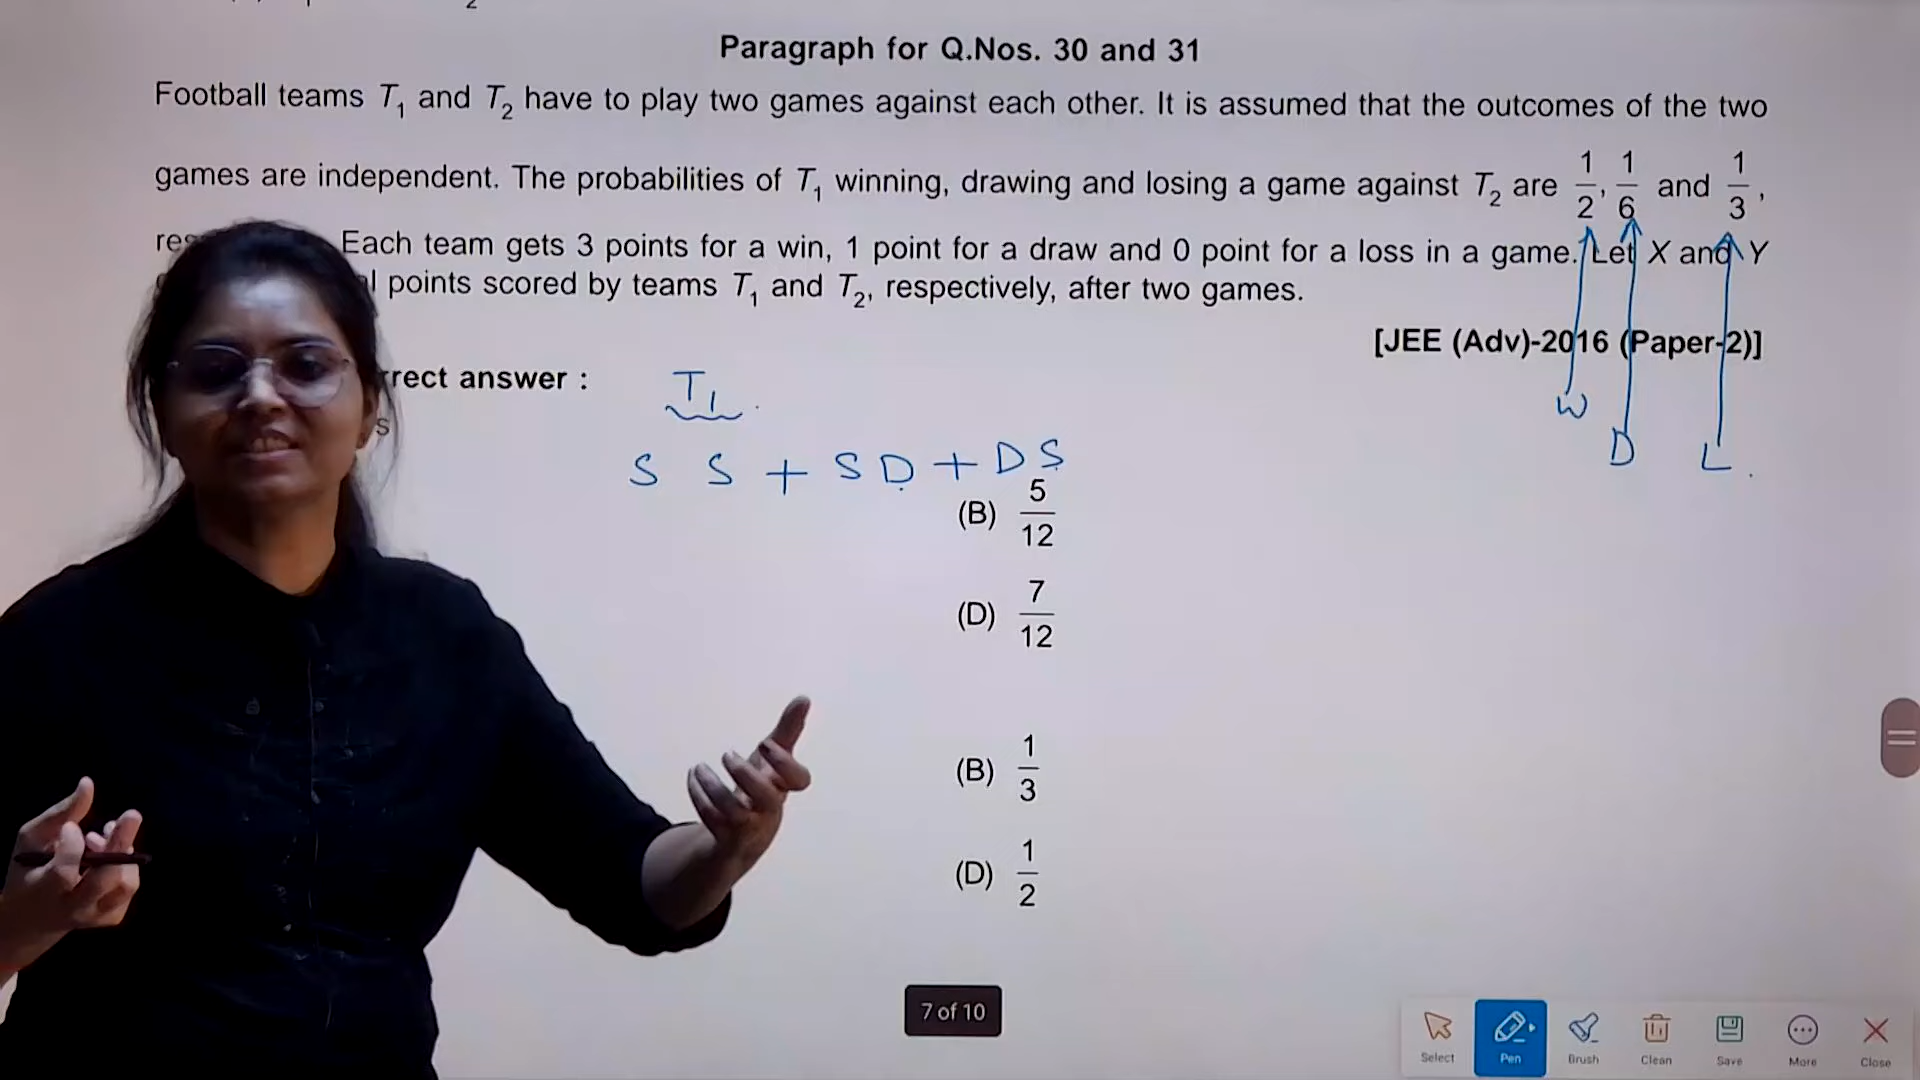 Paragraph for Q.Nos. 30 and 31
Football teams T1 and T2 have to play two games against each other. It is assumed that the outcomes of the two
games are independent. The probabilities of T1 winning, drawing and losing a game against T2 are 1/2, 1/6 and 1/3,
Each team gets 3 points for a win, 1 point for a draw and 0 point for a loss in a game. Let X and Y
points scored by teams T1 and T2, respectively, after two games.
[JEE (Adv)-2016 (Paper-2)]
answer :
T1
W
D
L
S S + S D + D S
(B) 5/12
(D) 7/12
(B) 1/3
(D) 1/2
7 of 10
Select Pen Brush Clean Save More Close